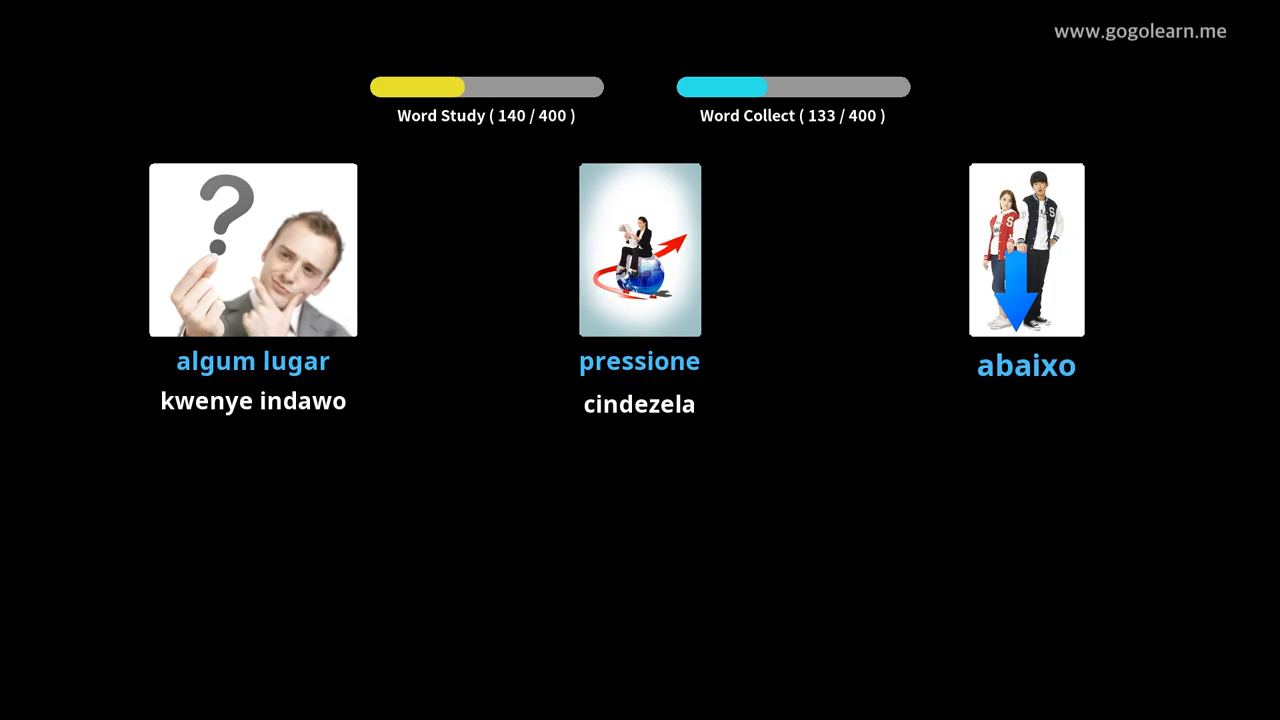 www.gogolearn.me
Word Study ( 140 / 400 )
Word Collect ( 133 / 400 )
?
S
S
algum lugar
pressione
abaixo
kwenye indawo
cindezela